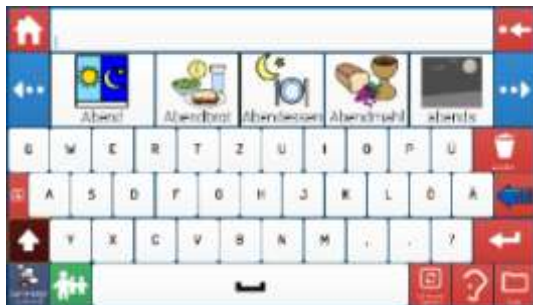 Abend Abendbrot Abendessen Abendmahl abends
Q W E R T Z U I O P Ü
A S D F G H J K L Ö Ä
Y X C V B N M , . ?